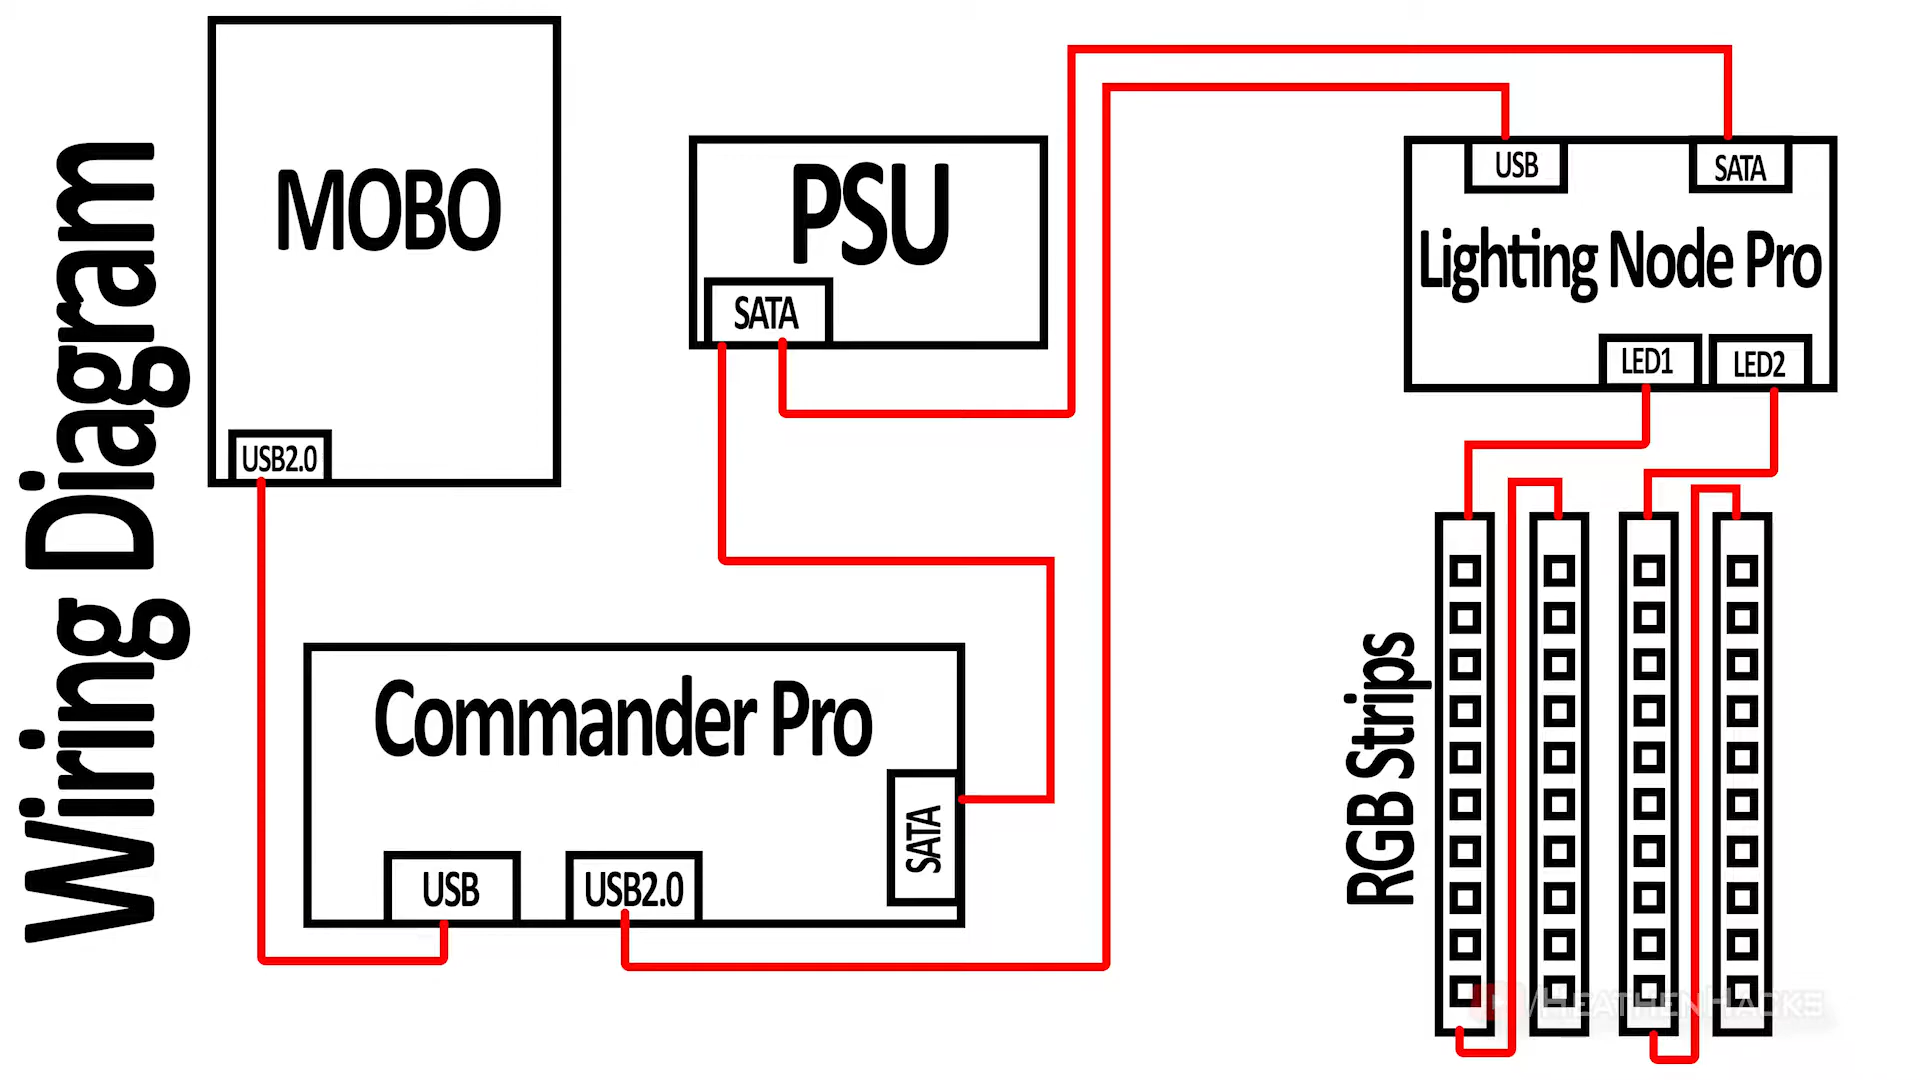 Wiring Diagram
MOBO
USB2.0
PSU
SATA
USB
SATA
Lighting Node Pro
LED1
LED2
Commander Pro
SATA
USB
USB2.0
RGB Strips
/HEATHENHACKS